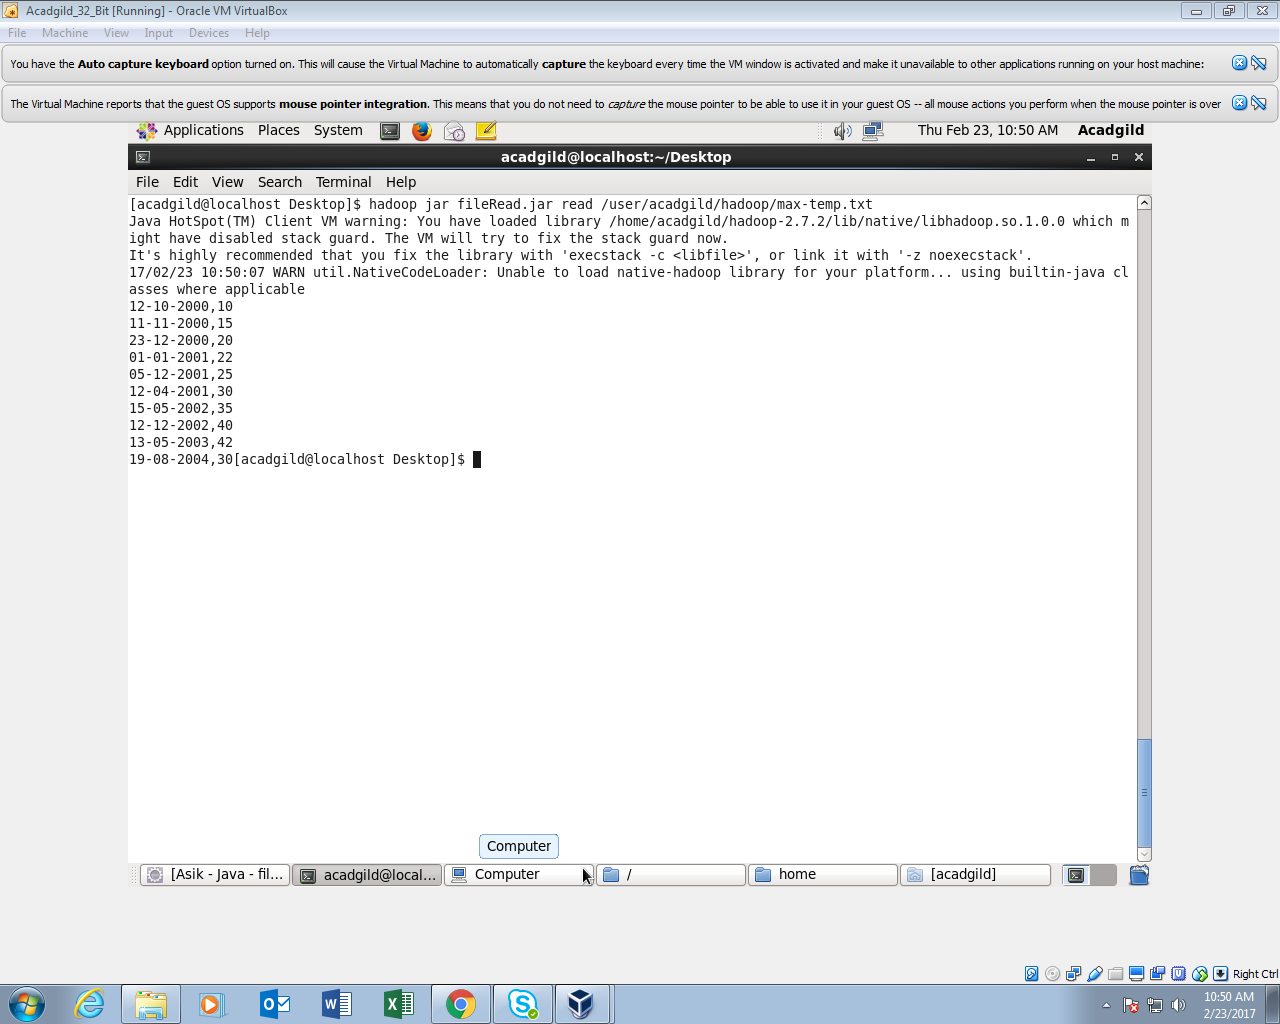 Acadgild_32_Bit [Running] - Oracle VM VirtualBox
File Machine View Input Devices Help
You have the Auto capture keyboard option turned on. This will cause the Virtual Machine to automatically capture the keyboard every time the VM window is activated and make it unavailable to other applications running on your host machine:
The Virtual Machine reports that the guest OS supports mouse pointer integration. This means that you do not need to capture the mouse pointer to be able to use it in your guest OS -- all mouse actions you perform when the mouse pointer is over
Applications Places System Thu Feb 23, 10:50 AM Acadgild
acadgild@localhost:~/Desktop
File Edit View Search Terminal Help
[acadgild@localhost Desktop]$ hadoop jar fileRead.jar read /user/acadgild/hadoop/max-temp.txt
Java HotSpot(TM) Client VM warning: You have loaded library /home/acadgild/hadoop-2.7.2/lib/native/libhadoop.so.1.0.0 which m
ight have disabled stack guard. The VM will try to fix the stack guard now.
It's highly recommended that you fix the library with 'execstack -c <libfile>', or link it with '-z noexecstack'.
17/02/23 10:50:07 WARN util.NativeCodeLoader: Unable to load native-hadoop library for your platform... using builtin-java cl
asses where applicable
12-10-2000,10
11-11-2000,15
23-12-2000,20
01-01-2001,22
05-12-2001,25
12-04-2001,30
15-05-2002,35
12-12-2002,40
13-05-2003,42
19-08-2004,30[acadgild@localhost Desktop]$
Computer
[Asik - Java - fil... acadgild@local... Computer / home [acadgild]
Right Ctrl
10:50 AM
2/23/2017